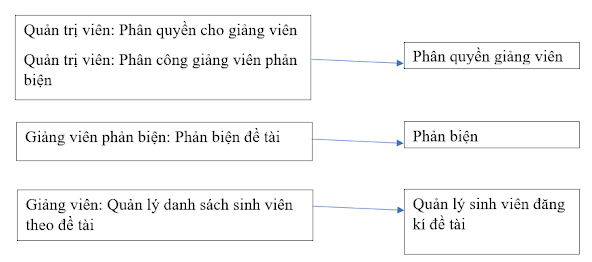 Quản trị viên: Phân quyền cho giảng viên
Quản trị viên: Phân công giảng viên phản
biện
Phân quyền giảng viên
Giảng viên phản biện: Phản biện đề tài
Phản biện
Giảng viên: Quản lý danh sách sinh viên
theo đề tài
Quản lý sinh viên đăng
kí đề tài